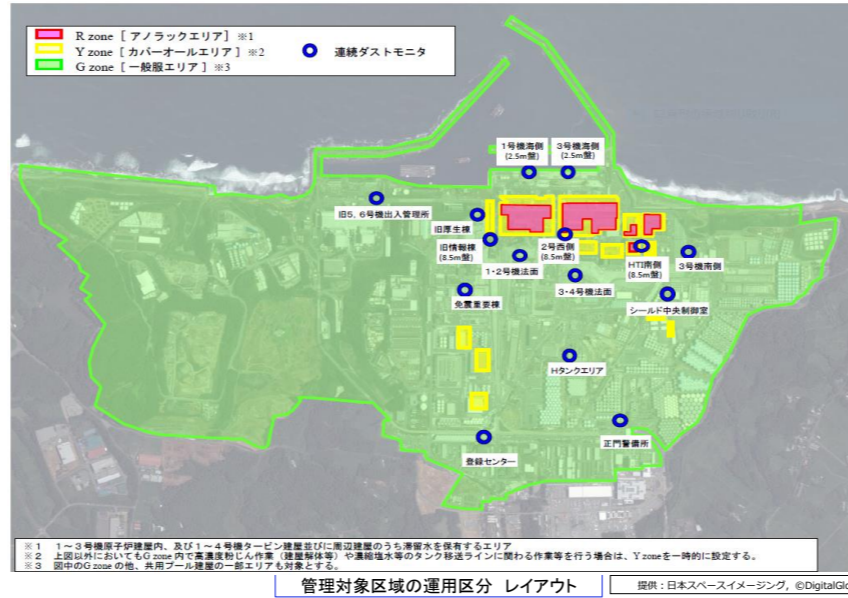 R zone [ アノラックエリア ] ※1
Y zone [ カバーオールエリア ] ※2
G zone [ 一般服エリア ] ※3
連続ダストモニタ
1号機海側
(2.5m盤)
3号機海側
(2.5m盤)
旧5、6号機出入管理所
旧厚生棟
旧情報棟
(8.5m盤)
2号西側
(8.5m盤)
1・2号機法面
HTI南側
(8.5m盤)
3号機南側
3・4号機法面
免震重要棟
シールド中央制御室
Hタンクエリア
正門警備所
登録センター
※１　１～３号機原子炉建屋内、及び１～４号機タービン建屋並びに周辺建屋のうち滞留水を保有するエリア
※２　上図以外においてもG zone 内で高濃度粉じん作業（建屋解体等）や濃縮塩水等のタンク移送ラインに関わる作業等を行う場合は、Y zoneを一時的に設定する。
※３　図中のG zone の他、共用プール建屋の一部エリアも対象とする。
管理対象区域の運用区分 レイアウト
提供：日本スペースイメージング，©DigitalGlo